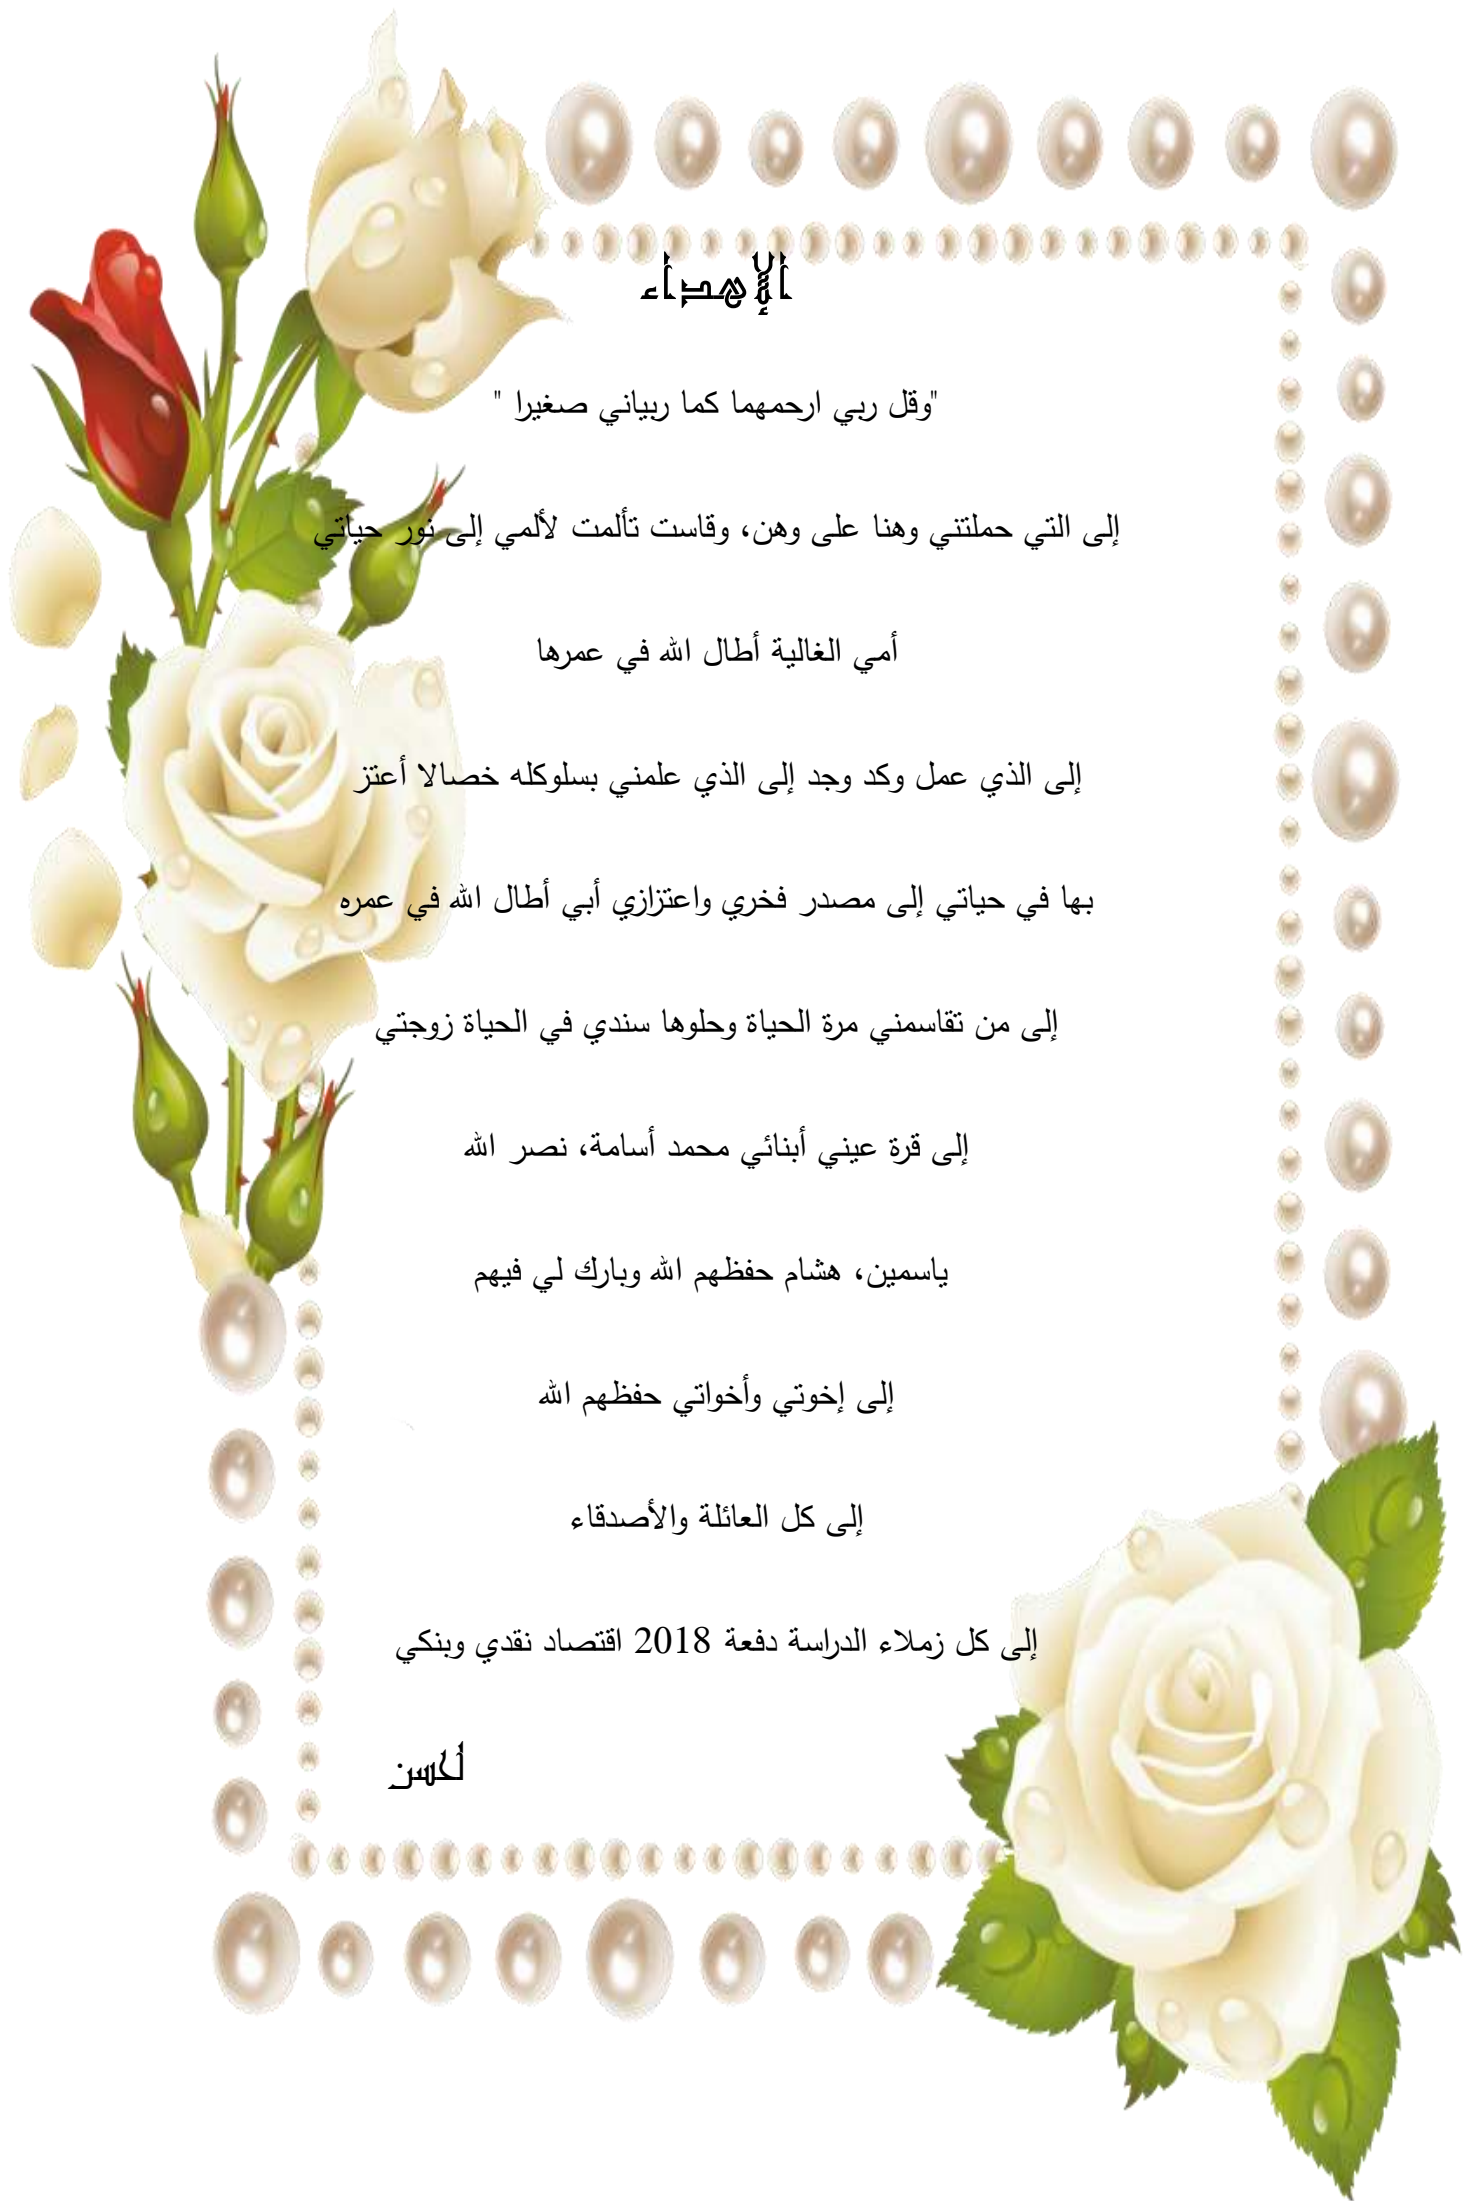 الإهداء
"وقل ربي ارحمهما كما ربياني صغيرا "
إلى التي حملتني وهنا على وهن، وقاست تألمت لألمي إلى نور حياتي
أمي الغالية أطال الله في عمرها
إلى الذي عمل وكد وجد إلى الذي علمني بسلوكله خصالا أعتز
بها في حياتي إلى مصدر فخري واعتزازي أبي أطال الله في عمره
إلى من تقاسمني مرة الحياة وحلوها سندي في الحياة زوجتي
إلى قرة عيني أبنائي محمد أسامة، نصر الله
ياسمين، هشام حفظهم الله وبارك لي فيهم
إلى إخوتي وأخواتي حفظهم الله
إلى كل العائلة والأصدقاء
إلى كل زملاء الدراسة دفعة 2018 اقتصاد نقدي وبنكي
لحسن